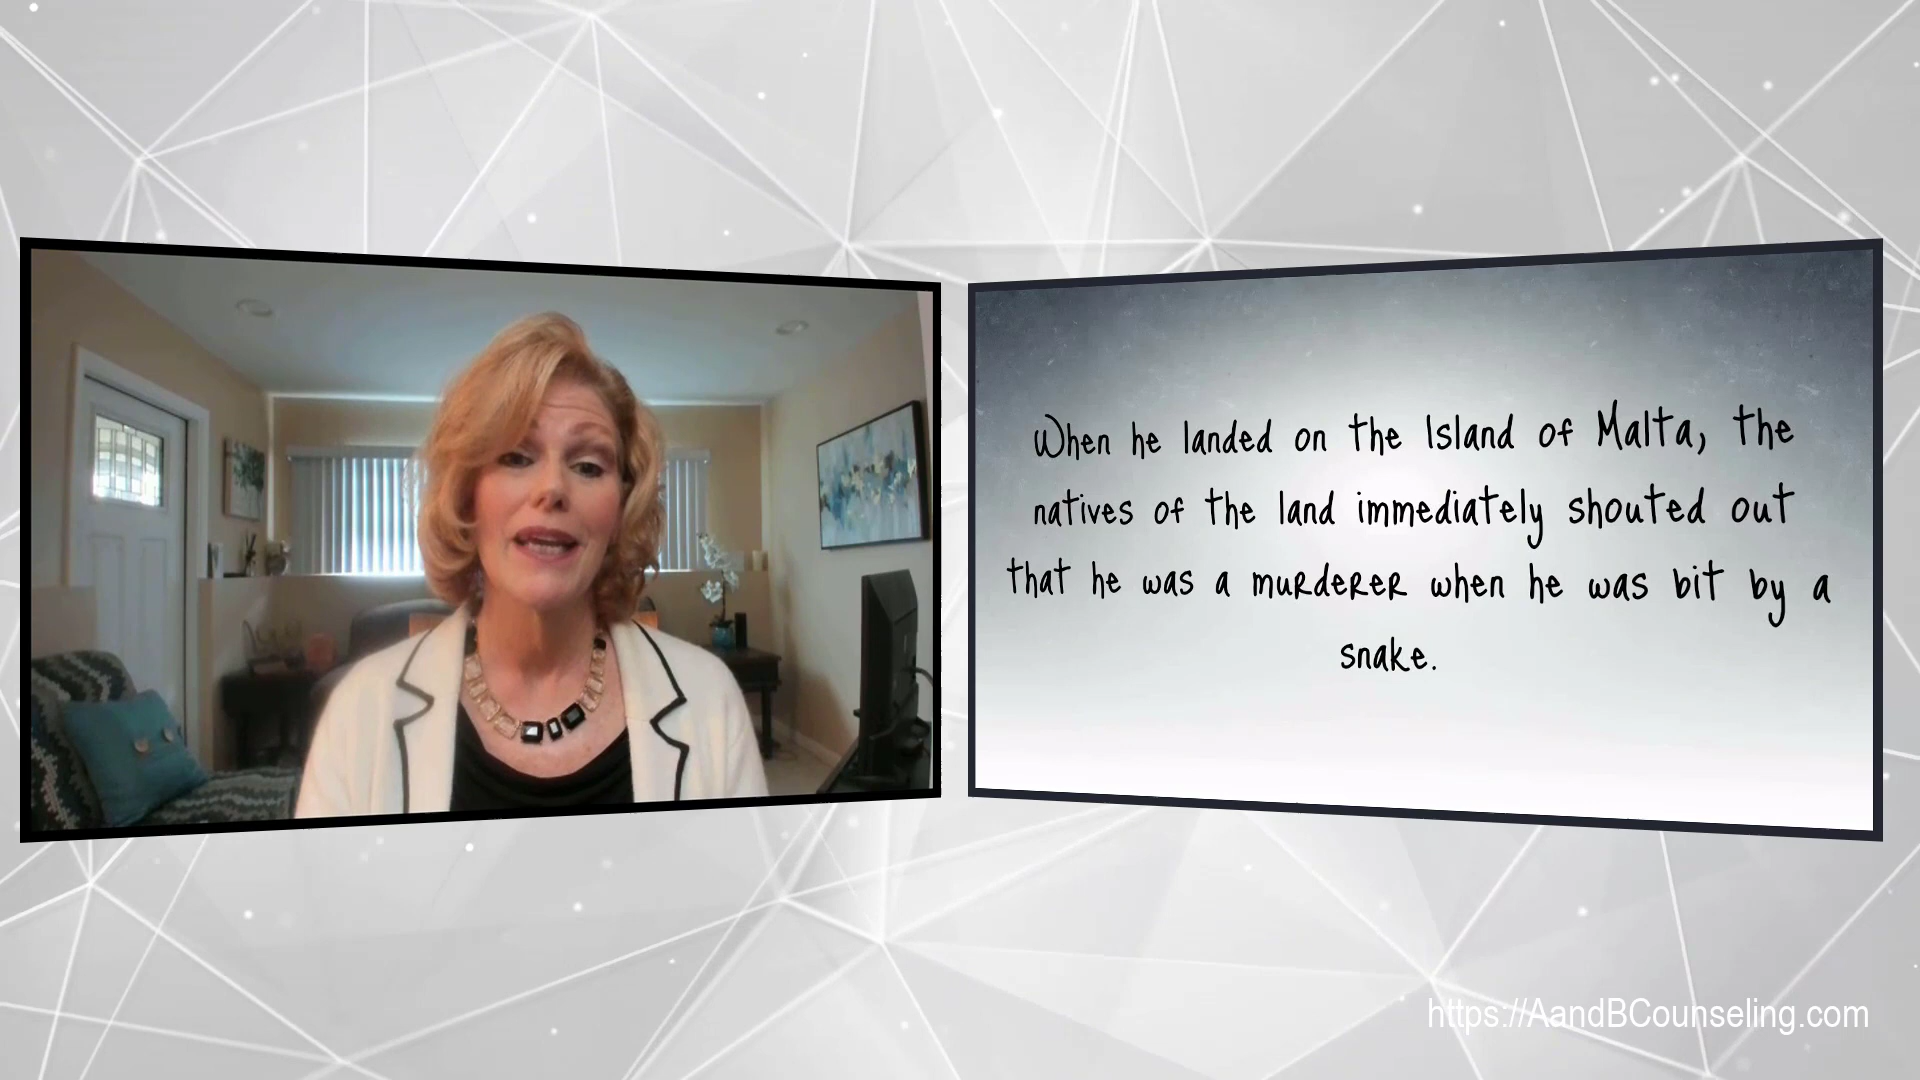 When he landed on the Island of Malta, the
natives of the land immediately shouted out
that he was a murderer when he was bit by a
snake.
https://AandBCounseling.com